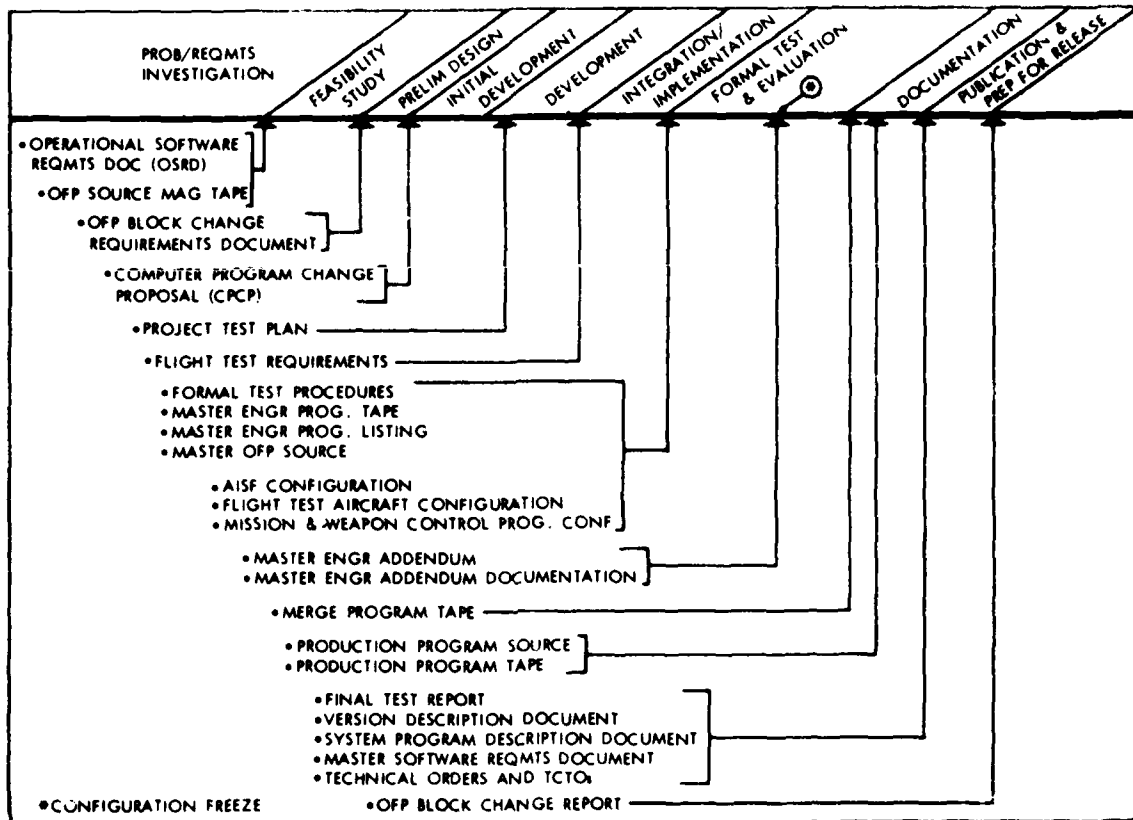 PROB/REQMTS
INVESTIGATION
FEASIBILITY
STUDY
PRELIM DESIGN
INITIAL
DEVELOPMENT
DEVELOPMENT
INTEGRATION/
IMPLEMENTATION
FORMAL TEST
& EVALUATION
DOCUMENTATION
PUBLICATION &
PREP FOR RELEASE
•OPERATIONAL SOFTWARE
REQMTS DOC (OSRD)
•OFP SOURCE MAG TAPE
•OFP BLOCK CHANGE
REQUIREMENTS DOCUMENT
•COMPUTER PROGRAM CHANGE
PROPOSAL (CPCP)
•PROJECT TEST PLAN
•FLIGHT TEST REQUIREMENTS
•FORMAL TEST PROCEDURES
•MASTER ENGR PROG. TAPE
•MASTER ENGR PROG. LISTING
•MASTER OFP SOURCE
•AISF CONFIGURATION
•FLIGHT TEST AIRCRAFT CONFIGURATION
•MISSION & WEAPON CONTROL PROG. CONF
•MASTER ENGR ADDENDUM
•MASTER ENGR ADDENDUM DOCUMENTATION
•MERGE PROGRAM TAPE
•PRODUCTION PROGRAM SOURCE
•PRODUCTION PROGRAM TAPE
•FINAL TEST REPORT
•VERSION DESCRIPTION DOCUMENT
•SYSTEM PROGRAM DESCRIPTION DOCUMENT
•MASTER SOFTWARE REQMTS DOCUMENT
•TECHNICAL ORDERS AND TCTOs
*CONFIGURATION FREEZE
•OFP BLOCK CHANGE REPORT